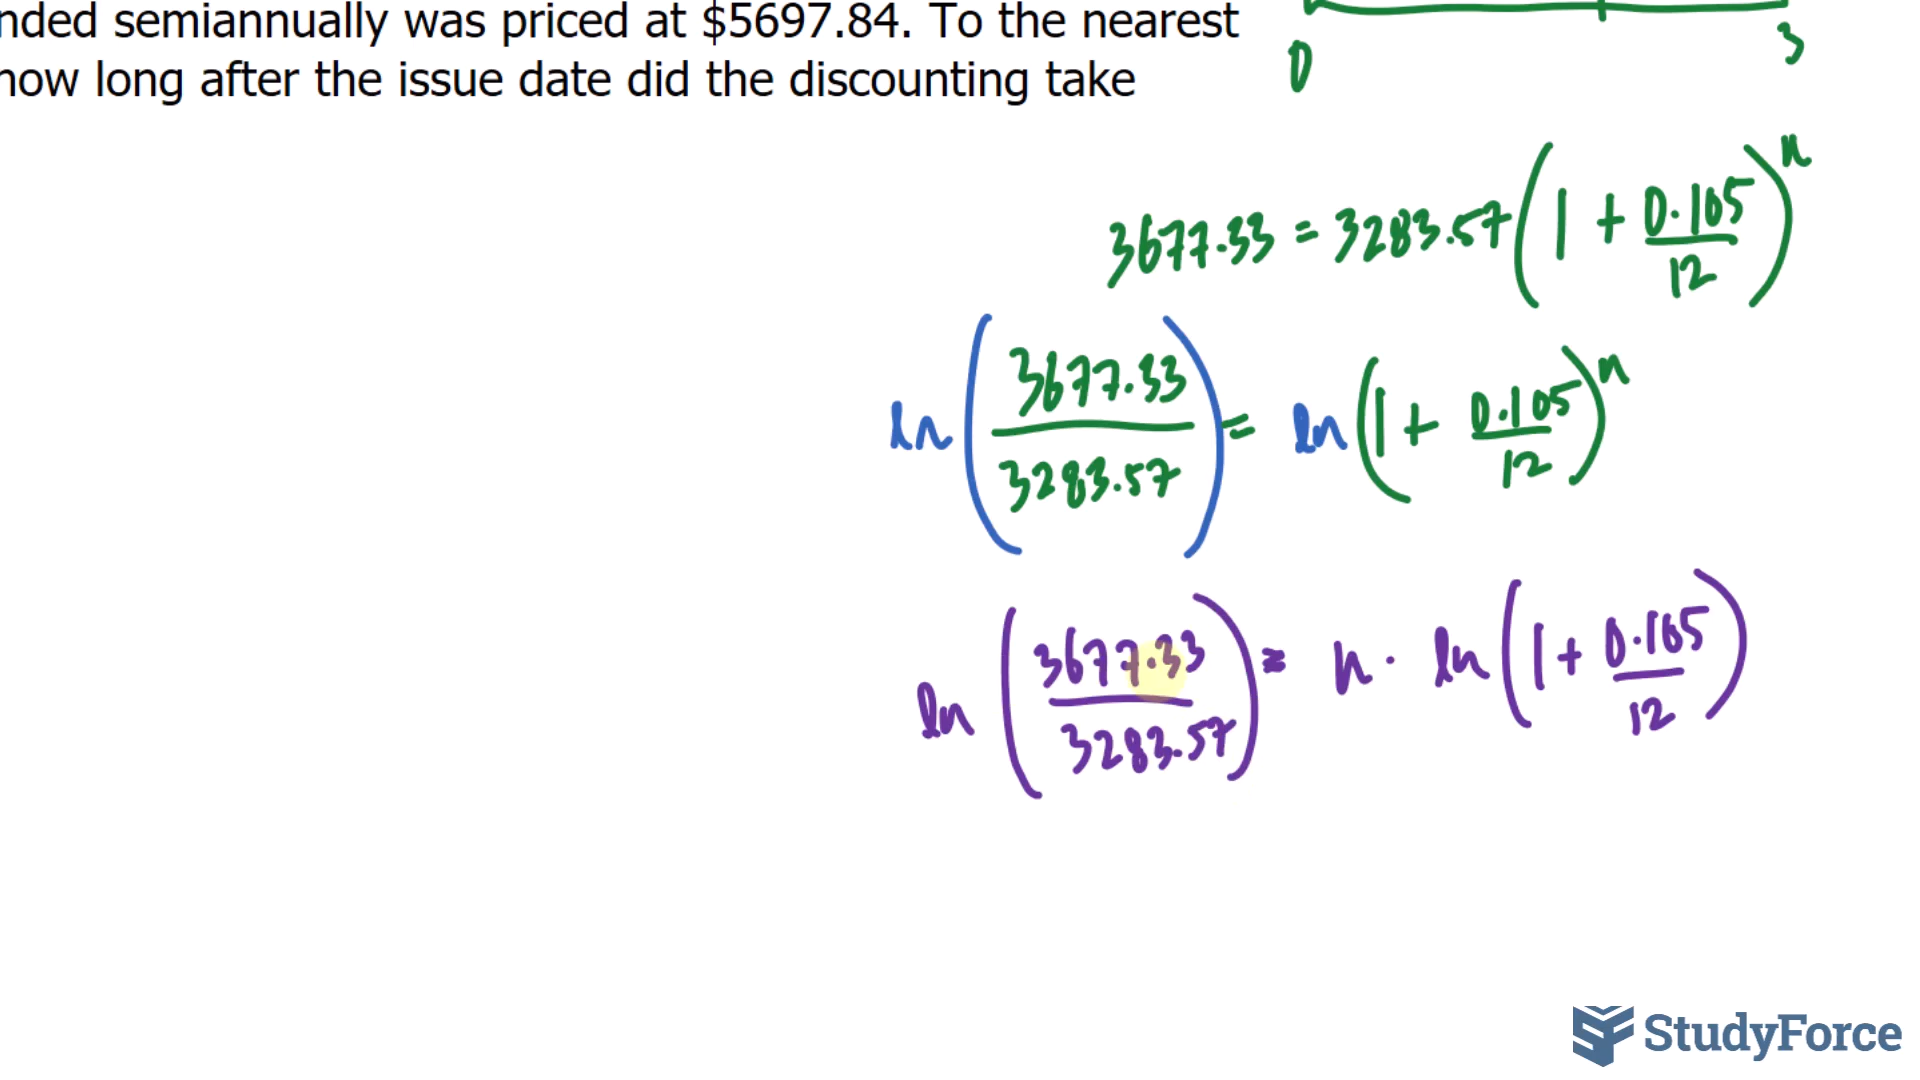 nded semiannually was priced at $5697.84. To the nearest
how long after the issue date did the discounting take
0 3
3677.33 = 3283.57 (1 + 0.105/12)^n
ln (3677.33/3283.57) = ln (1 + 0.105/12)^n
ln (3677.33/3283.57) = n · ln (1 + 0.105/12)
StudyForce